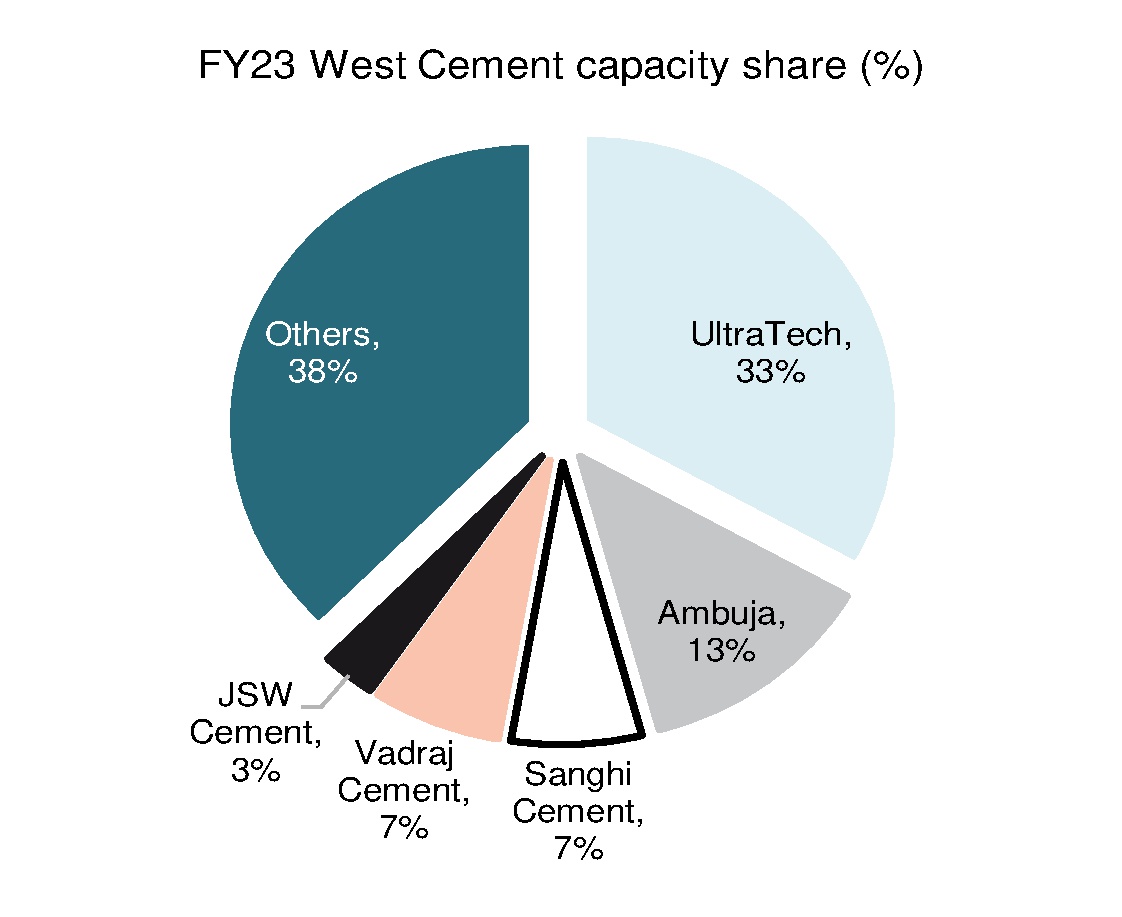 FY23 West Cement capacity share (%)
Others,
38%
UltraTech,
33%
Ambuja,
13%
JSW
Cement,
3%
Vadraj
Cement,
7%
Sanghi
Cement,
7%